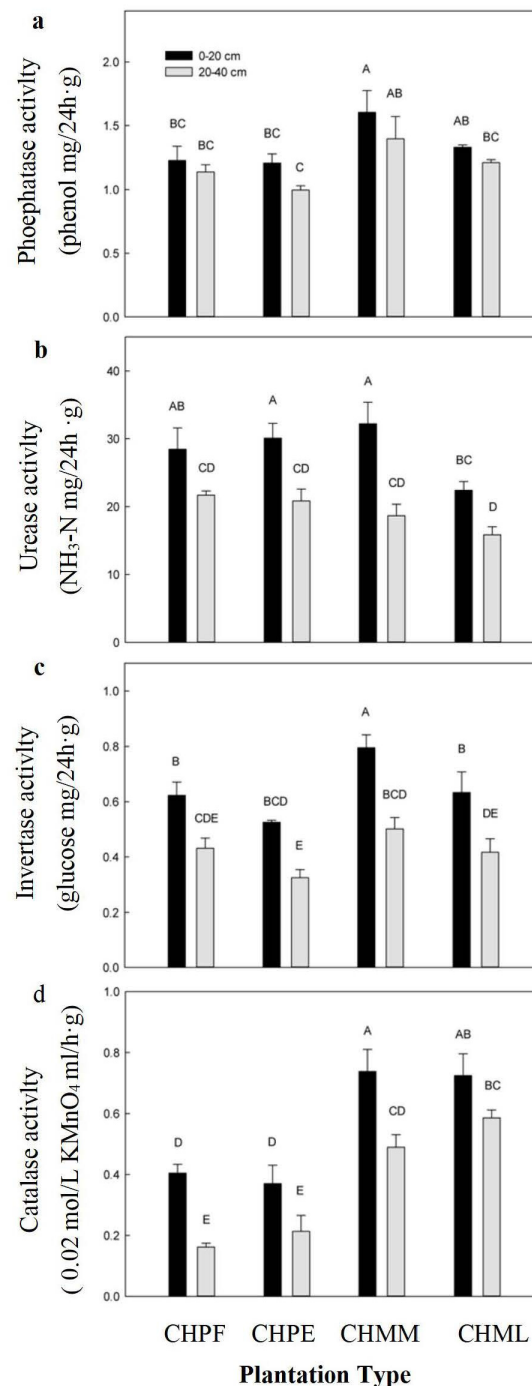 a
Phoephatase activity
(phenol mg/24h·g)
2.0
1.5
1.0
0.5
0.0
0-20 cm
20-40 cm
BC
BC
BC
C
A
AB
AB
BC
b
Urease activlty
(NH₃-N mg/24h ·g)
40
30
20
10
0
AB
CD
A
CD
A
CD
BC
D
c
Invertase activlty
(glucose mg/24h·g)
1.0
0.8
0.6
0.4
0.2
0.0
B
CDE
BCD
E
A
BCD
B
DE
d
Catalase activlty
( 0.02 mol/L KMnO₄ ml/h·g)
1.0
0.8
0.6
0.4
0.2
0.0
D
E
D
E
A
CD
AB
BC
CHPF CHPE CHMM CHML
Plantation Type